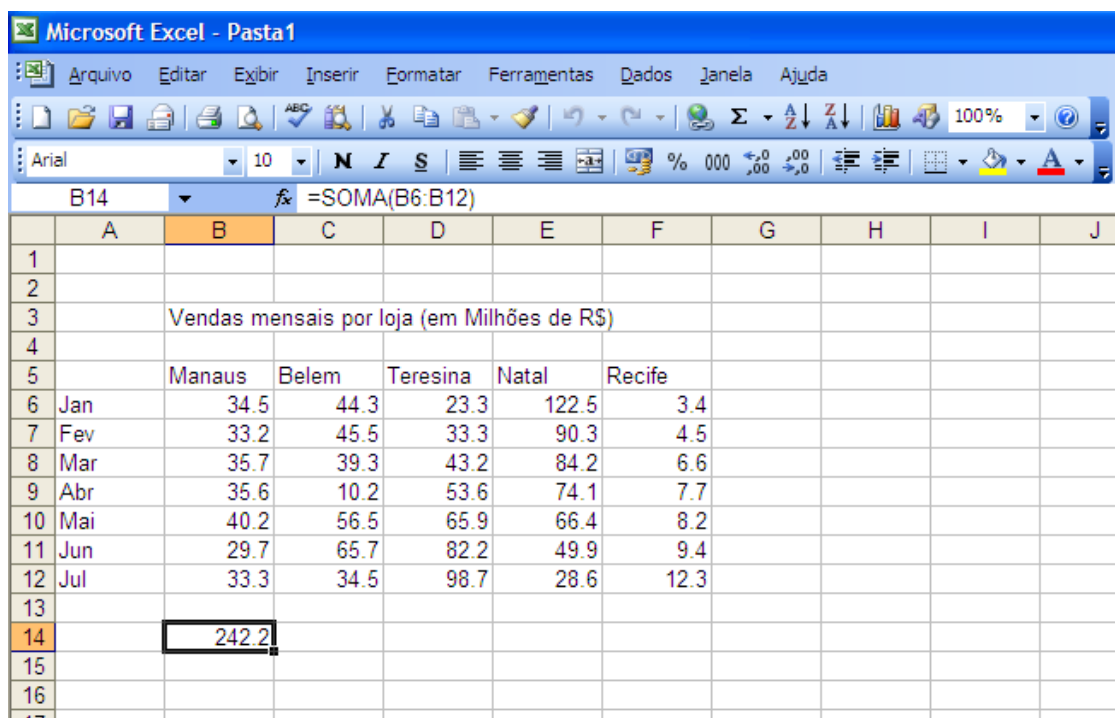 Microsoft Excel - Pasta1
Arquivo Editar Exibir Inserir Formatar Ferramentas Dados Janela Ajuda
ABC Σ A Z Z A 100% ?
Arial 10 N I S a % 000 ,0 ,00 ,00 ,0 A
B14 fx =SOMA(B6:B12)
A B C D E F G H I J
1
2
3 Vendas mensais por loja (em Milhões de R$)
4
5 Manaus Belem Teresina Natal Recife
6 Jan 34.5 44.3 23.3 122.5 3.4
7 Fev 33.2 45.5 33.3 90.3 4.5
8 Mar 35.7 39.3 43.2 84.2 6.6
9 Abr 35.6 10.2 53.6 74.1 7.7
10 Mai 40.2 56.5 65.9 66.4 8.2
11 Jun 29.7 65.7 82.2 49.9 9.4
12 Jul 33.3 34.5 98.7 28.6 12.3
13
14 242.2
15
16